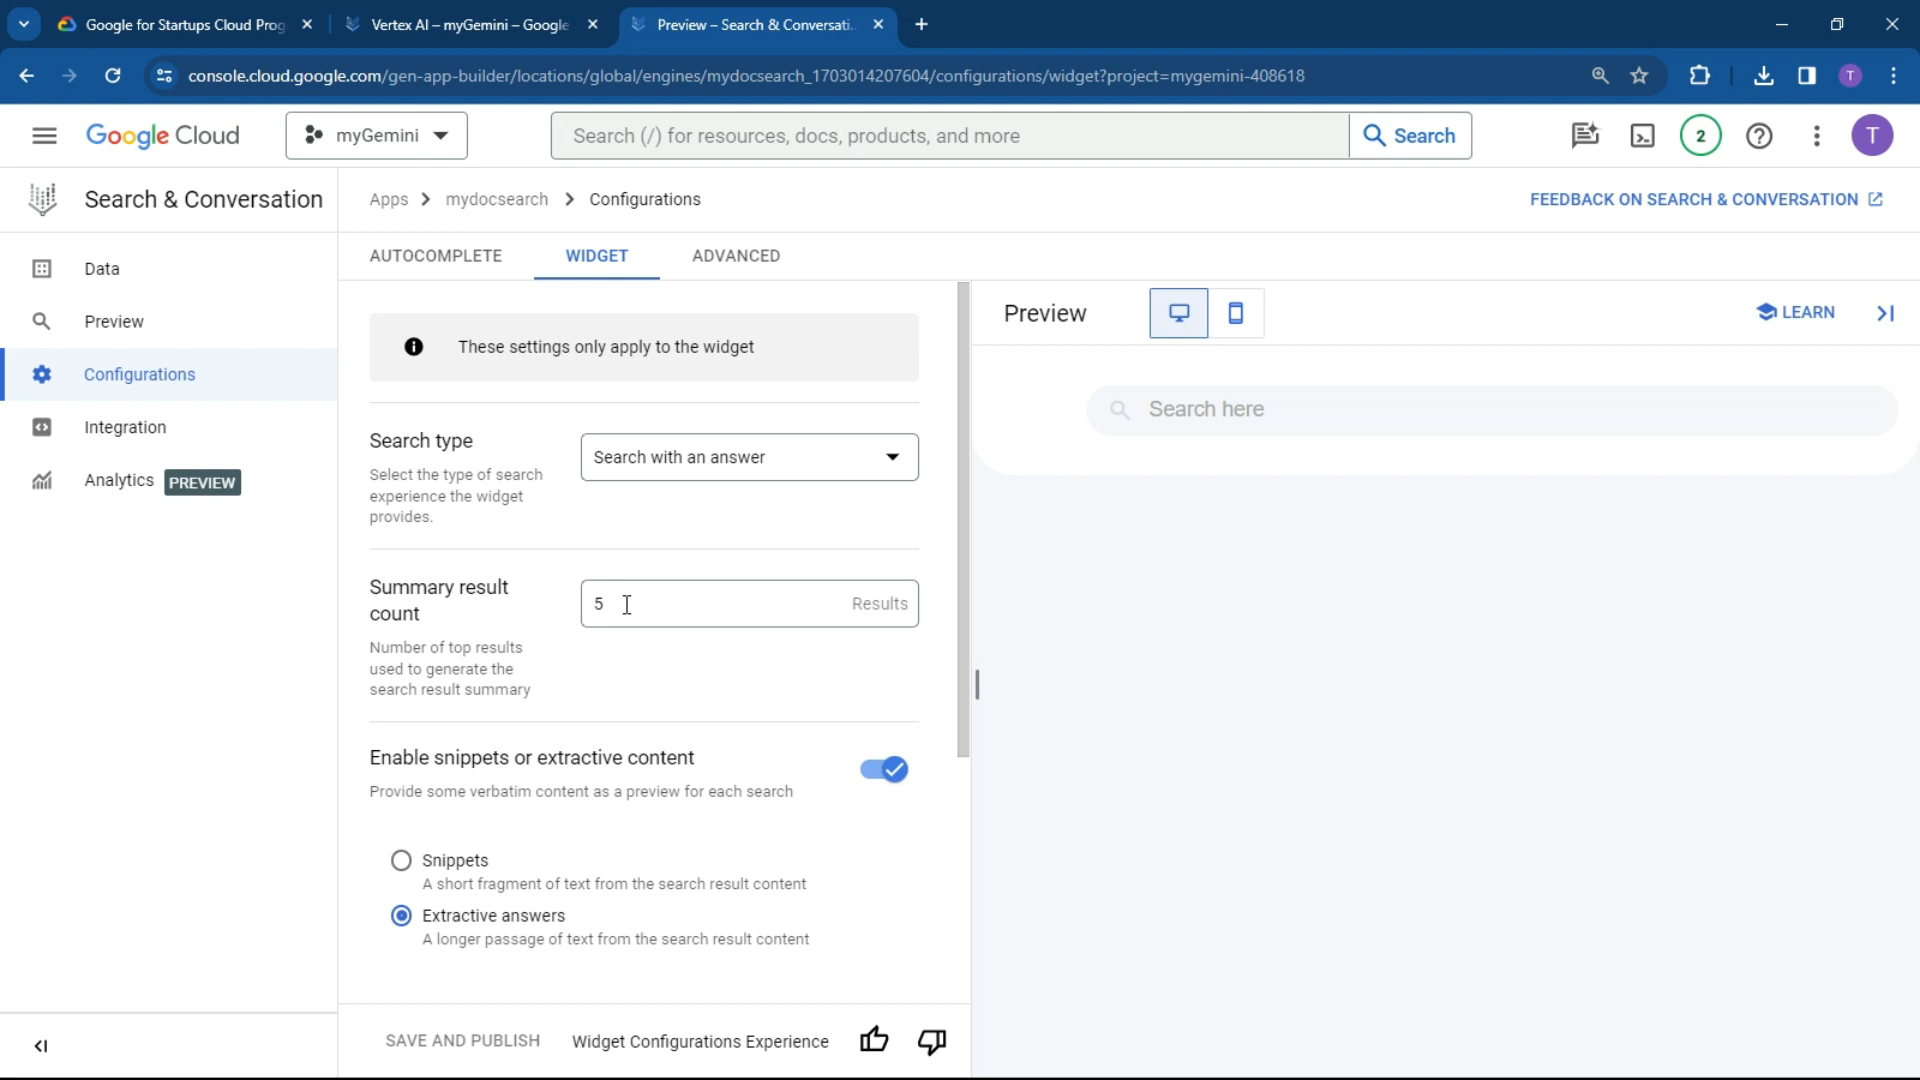 Google for Startups Cloud Prog
Vertex AI – myGemini – Google
Preview – Search & Conversati...
console.cloud.google.com/gen-app-builder/locations/global/engines/mydocsearch_1703014207604/configurations/widget?project=mygemini-408618
T
Google Cloud
myGemini
Search (/) for resources, docs, products, and more
Search
2
T
Search & Conversation
Apps
mydocsearch
Configurations
FEEDBACK ON SEARCH & CONVERSATION
Data
Preview
Configurations
Integration
Analytics
PREVIEW
AUTOCOMPLETE
WIDGET
ADVANCED
These settings only apply to the widget
Search type
Select the type of search
experience the widget
provides.
Search with an answer
Summary result
count
Number of top results
used to generate the
search result summary
5
Results
Enable snippets or extractive content
Provide some verbatim content as a preview for each search
Snippets
A short fragment of text from the search result content
Extractive answers
A longer passage of text from the search result content
SAVE AND PUBLISH
Widget Configurations Experience
Preview
LEARN
Search here